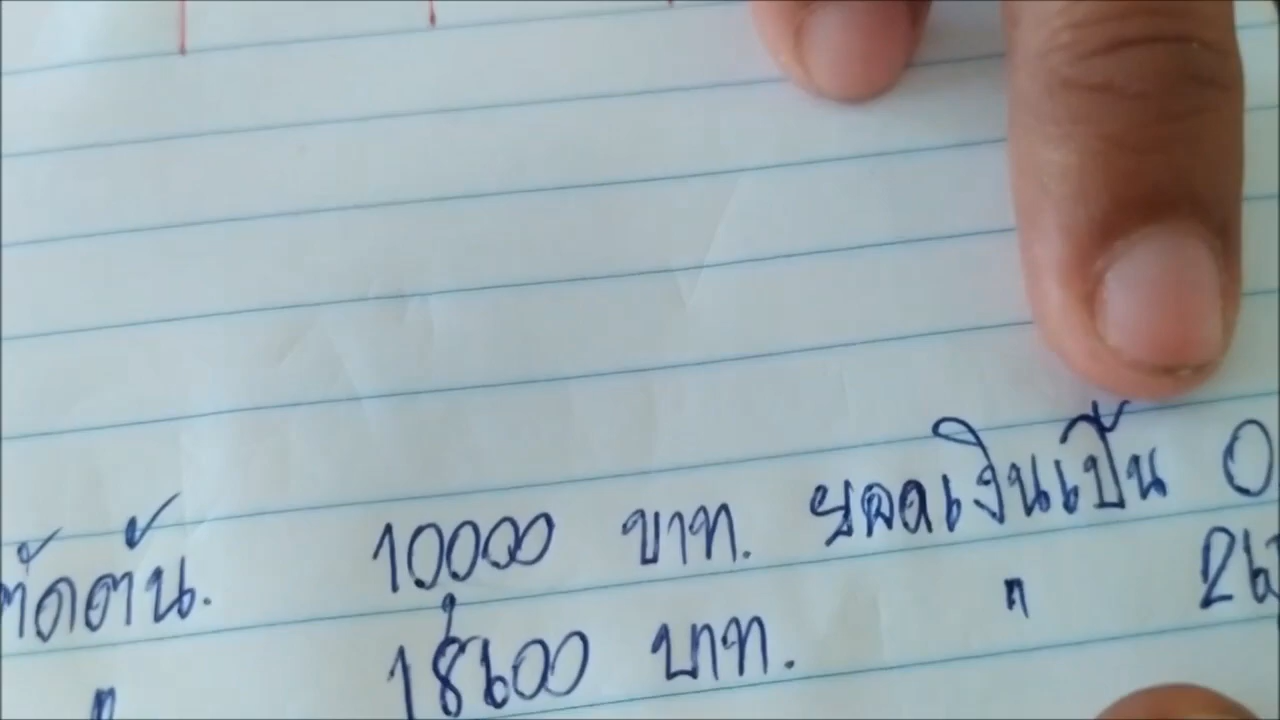 ตัดต้น. 10000 บาท. ยอดเงินเป็น 0
" 18600 บาท. "